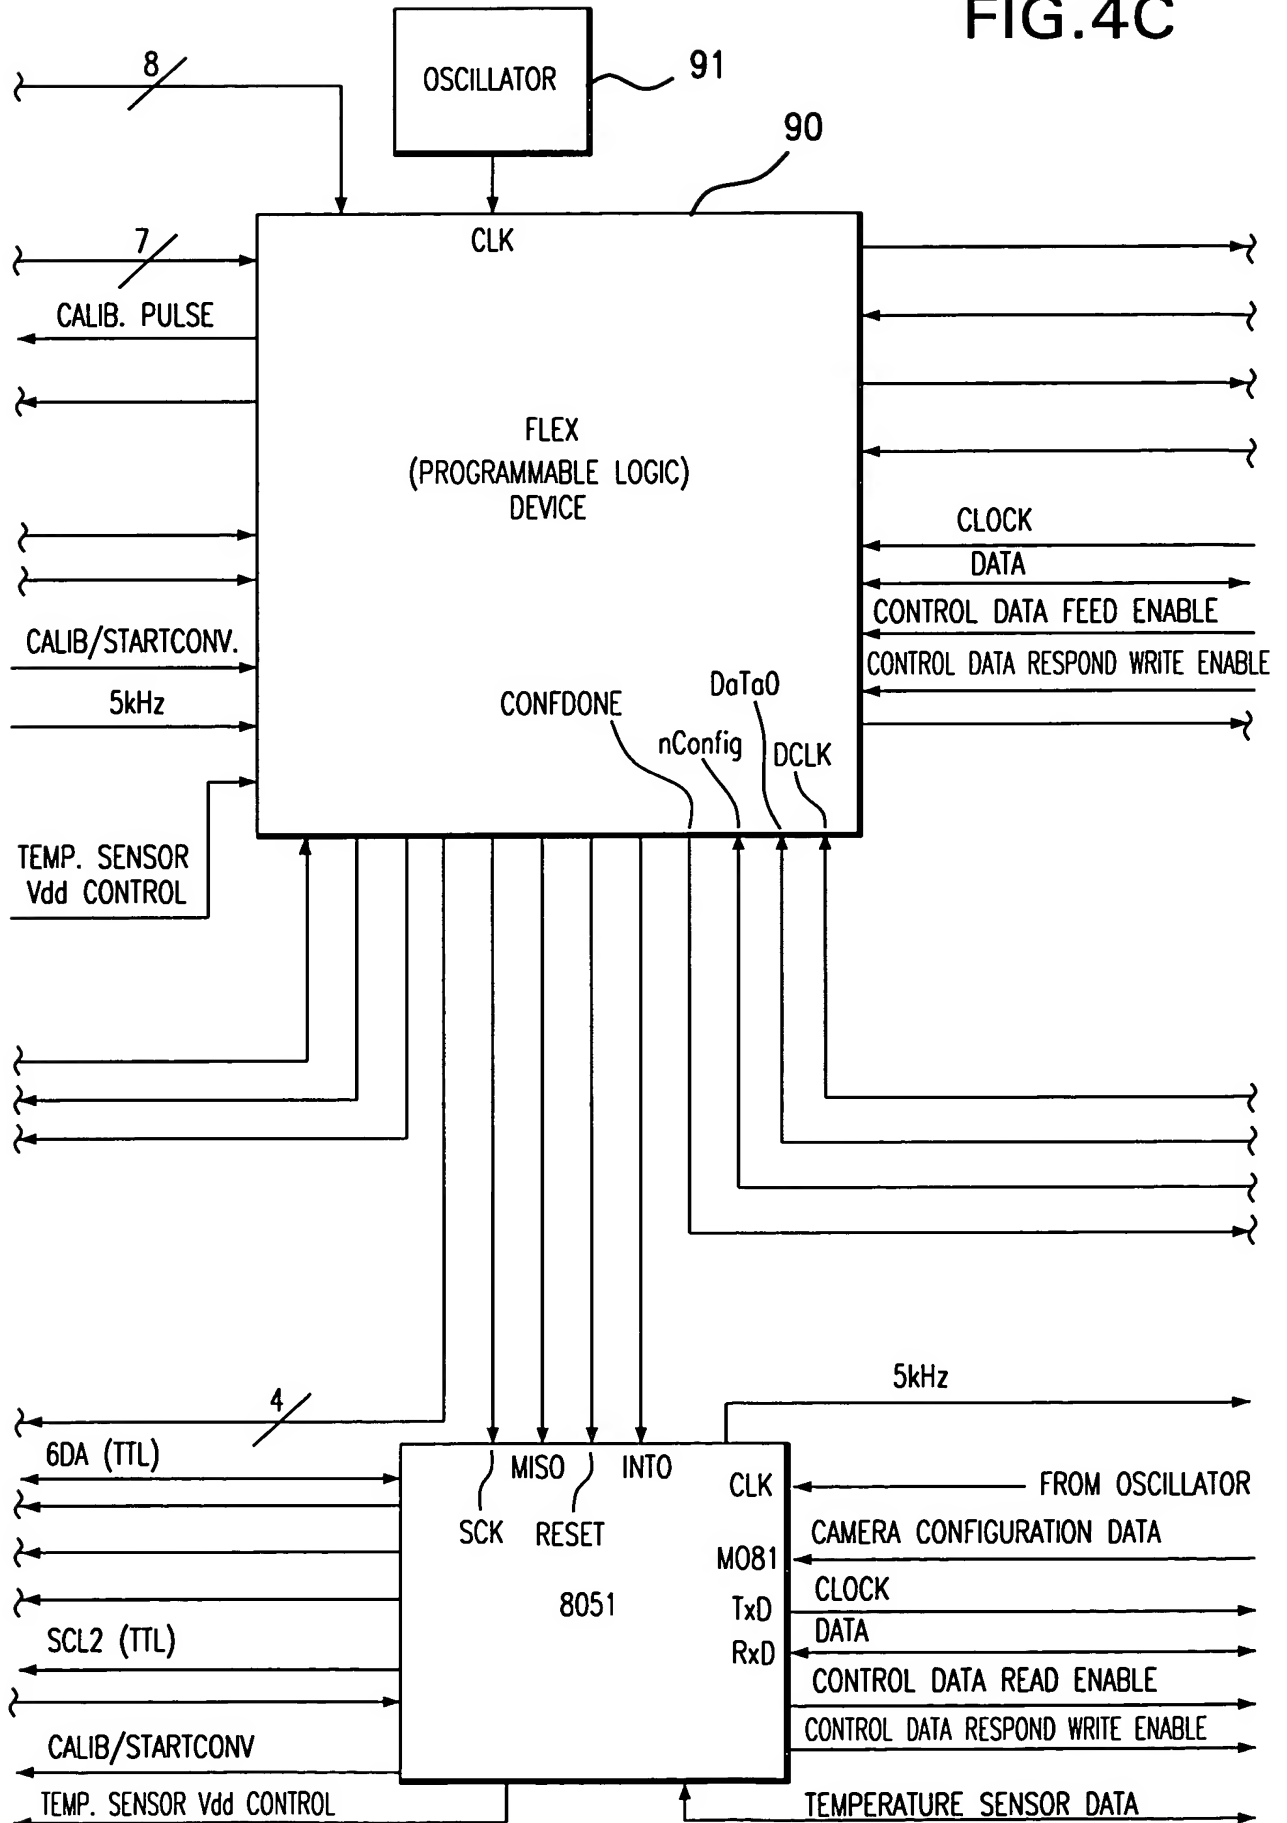 FIG.4C
8
OSCILLATOR
91
90
7
CLK
CALIB. PULSE
FLEX
(PROGRAMMABLE LOGIC)
DEVICE
CLOCK
DATA
CONTROL DATA FEED ENABLE
CALIB/STARTCONV.
CONTROL DATA RESPOND WRITE ENABLE
5kHz
CONFDONE
DaTa0
nConfig
DCLK
TEMP. SENSOR
Vdd CONTROL
5kHz
4
6DA (TTL)
MISO
INTO
CLK
FROM OSCILLATOR
SCK
RESET
CAMERA CONFIGURATION DATA
M081
8051
CLOCK
TxD
SCL2 (TTL)
DATA
RxD
CONTROL DATA READ ENABLE
CONTROL DATA RESPOND WRITE ENABLE
CALIB/STARTCONV
TEMP. SENSOR Vdd CONTROL
TEMPERATURE SENSOR DATA